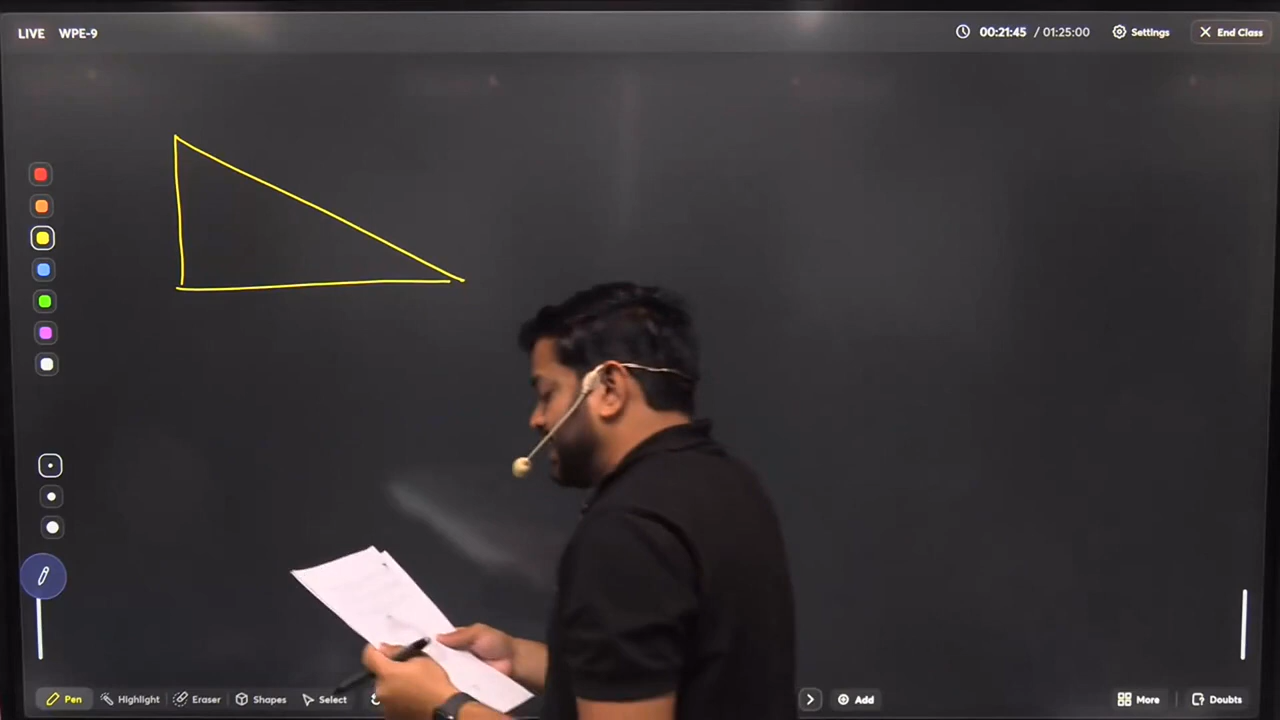 LIVE WPE-9
00:21:45 / 01:25:00
Settings
End Class
Pen
Highlight
Eraser
Shapes
Select
Add
More
Doubts